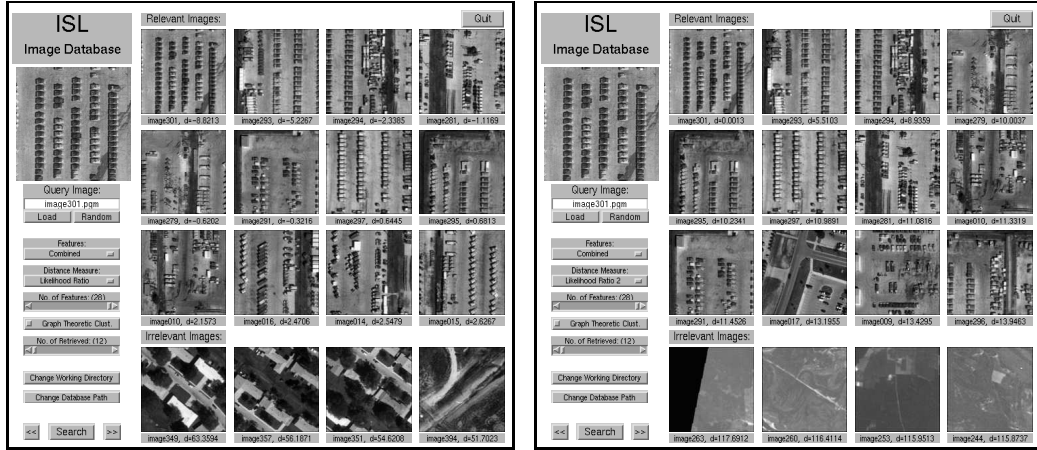 ISL
Image Database
Query Image:
image301.pgm
Load Random
Features:
Combined
Distance Measure:
Likelihood Ratio
No. of Features: (28)
Graph Theoretic Clust.
No. of Retrieved: (12)
Change Working Directory
Change Database Path
<< Search >>
Relevant Images:
Quit
image301, d=-8.8213 image293, d=-5.2267 image294, d=-2.3385 image281, d=-1.1169
image279, d=-0.6202 image291, d=-0.3216 image297, d=0.6445 image295, d=0.6813
image010, d=2.1573 image016, d=2.4706 image014, d=2.5479 image015, d=2.6267
Irrelevant Images:
image349, d=63.3594 image357, d=56.1871 image351, d=54.6208 image394, d=51.7023
ISL
Image Database
Query Image:
image301.pgm
Load Random
Features:
Combined
Distance Measure:
Likelihood Ratio 2
No. of Features: (28)
Graph Theoretic Clust.
No. of Retrieved: (12)
Change Working Directory
Change Database Path
<< Search >>
Relevant Images:
Quit
image301, d=0.0013 image293, d=5.5103 image294, d=8.9359 image279, d=10.0037
image295, d=10.2341 image297, d=10.9891 image281, d=11.0816 image010, d=11.3319
image291, d=11.4526 image017, d=13.1955 image009, d=13.4295 image296, d=13.9463
Irrelevant Images:
image263, d=117.6912 image260, d=116.4114 image253, d=115.9513 image244, d=115.8737